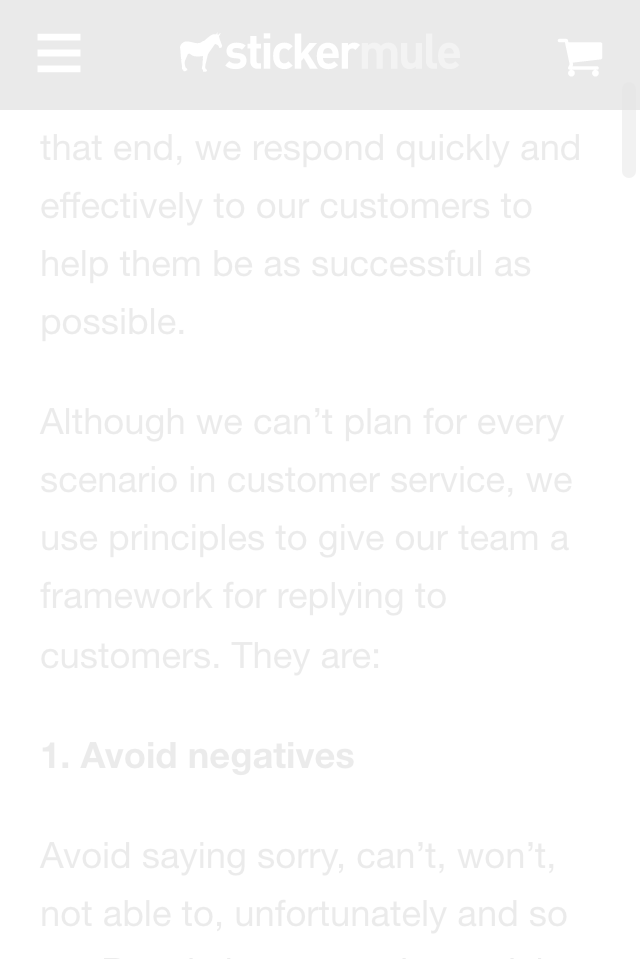 stickermule
that end, we respond quickly and
effectively to our customers to
help them be as successful as
possible.
Although we can’t plan for every
scenario in customer service, we
use principles to give our team a
framework for replying to
customers. They are:
1. Avoid negatives
Avoid saying sorry, can’t, won’t,
not able to, unfortunately and so